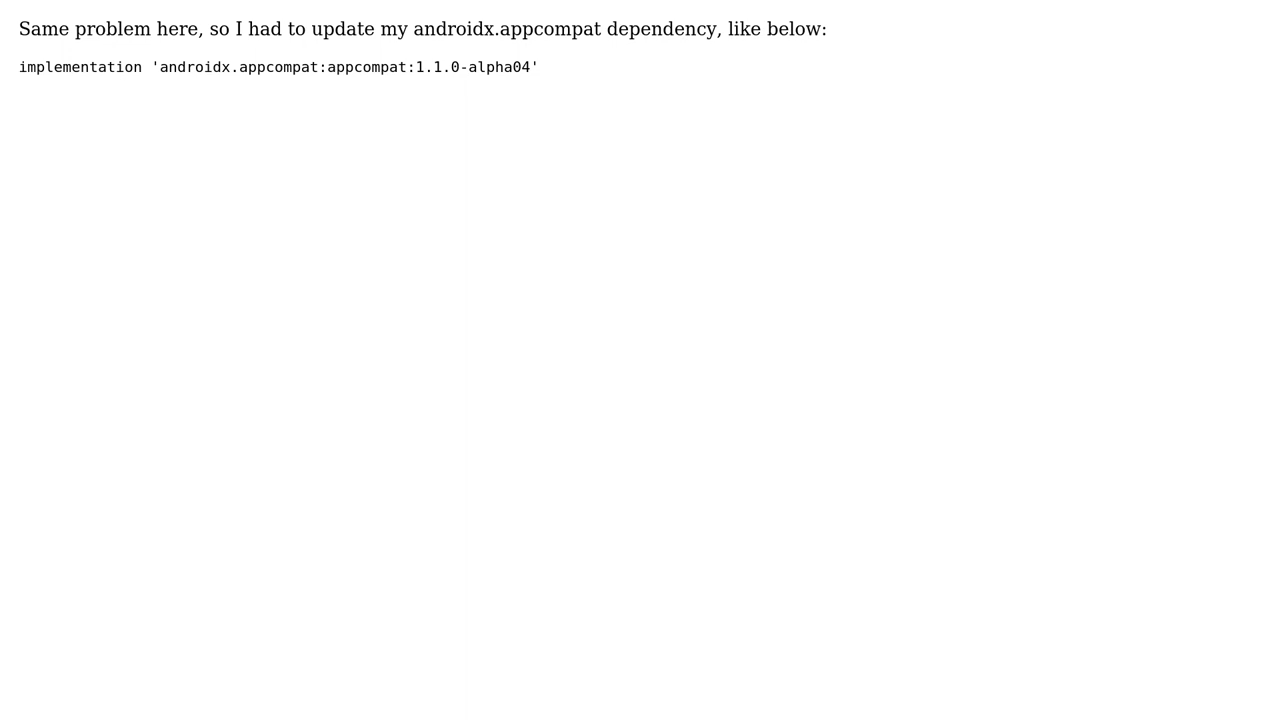 Same problem here, so I had to update my androidx.appcompat dependency, like below:
implementation 'androidx.appcompat:appcompat:1.1.0-alpha04'